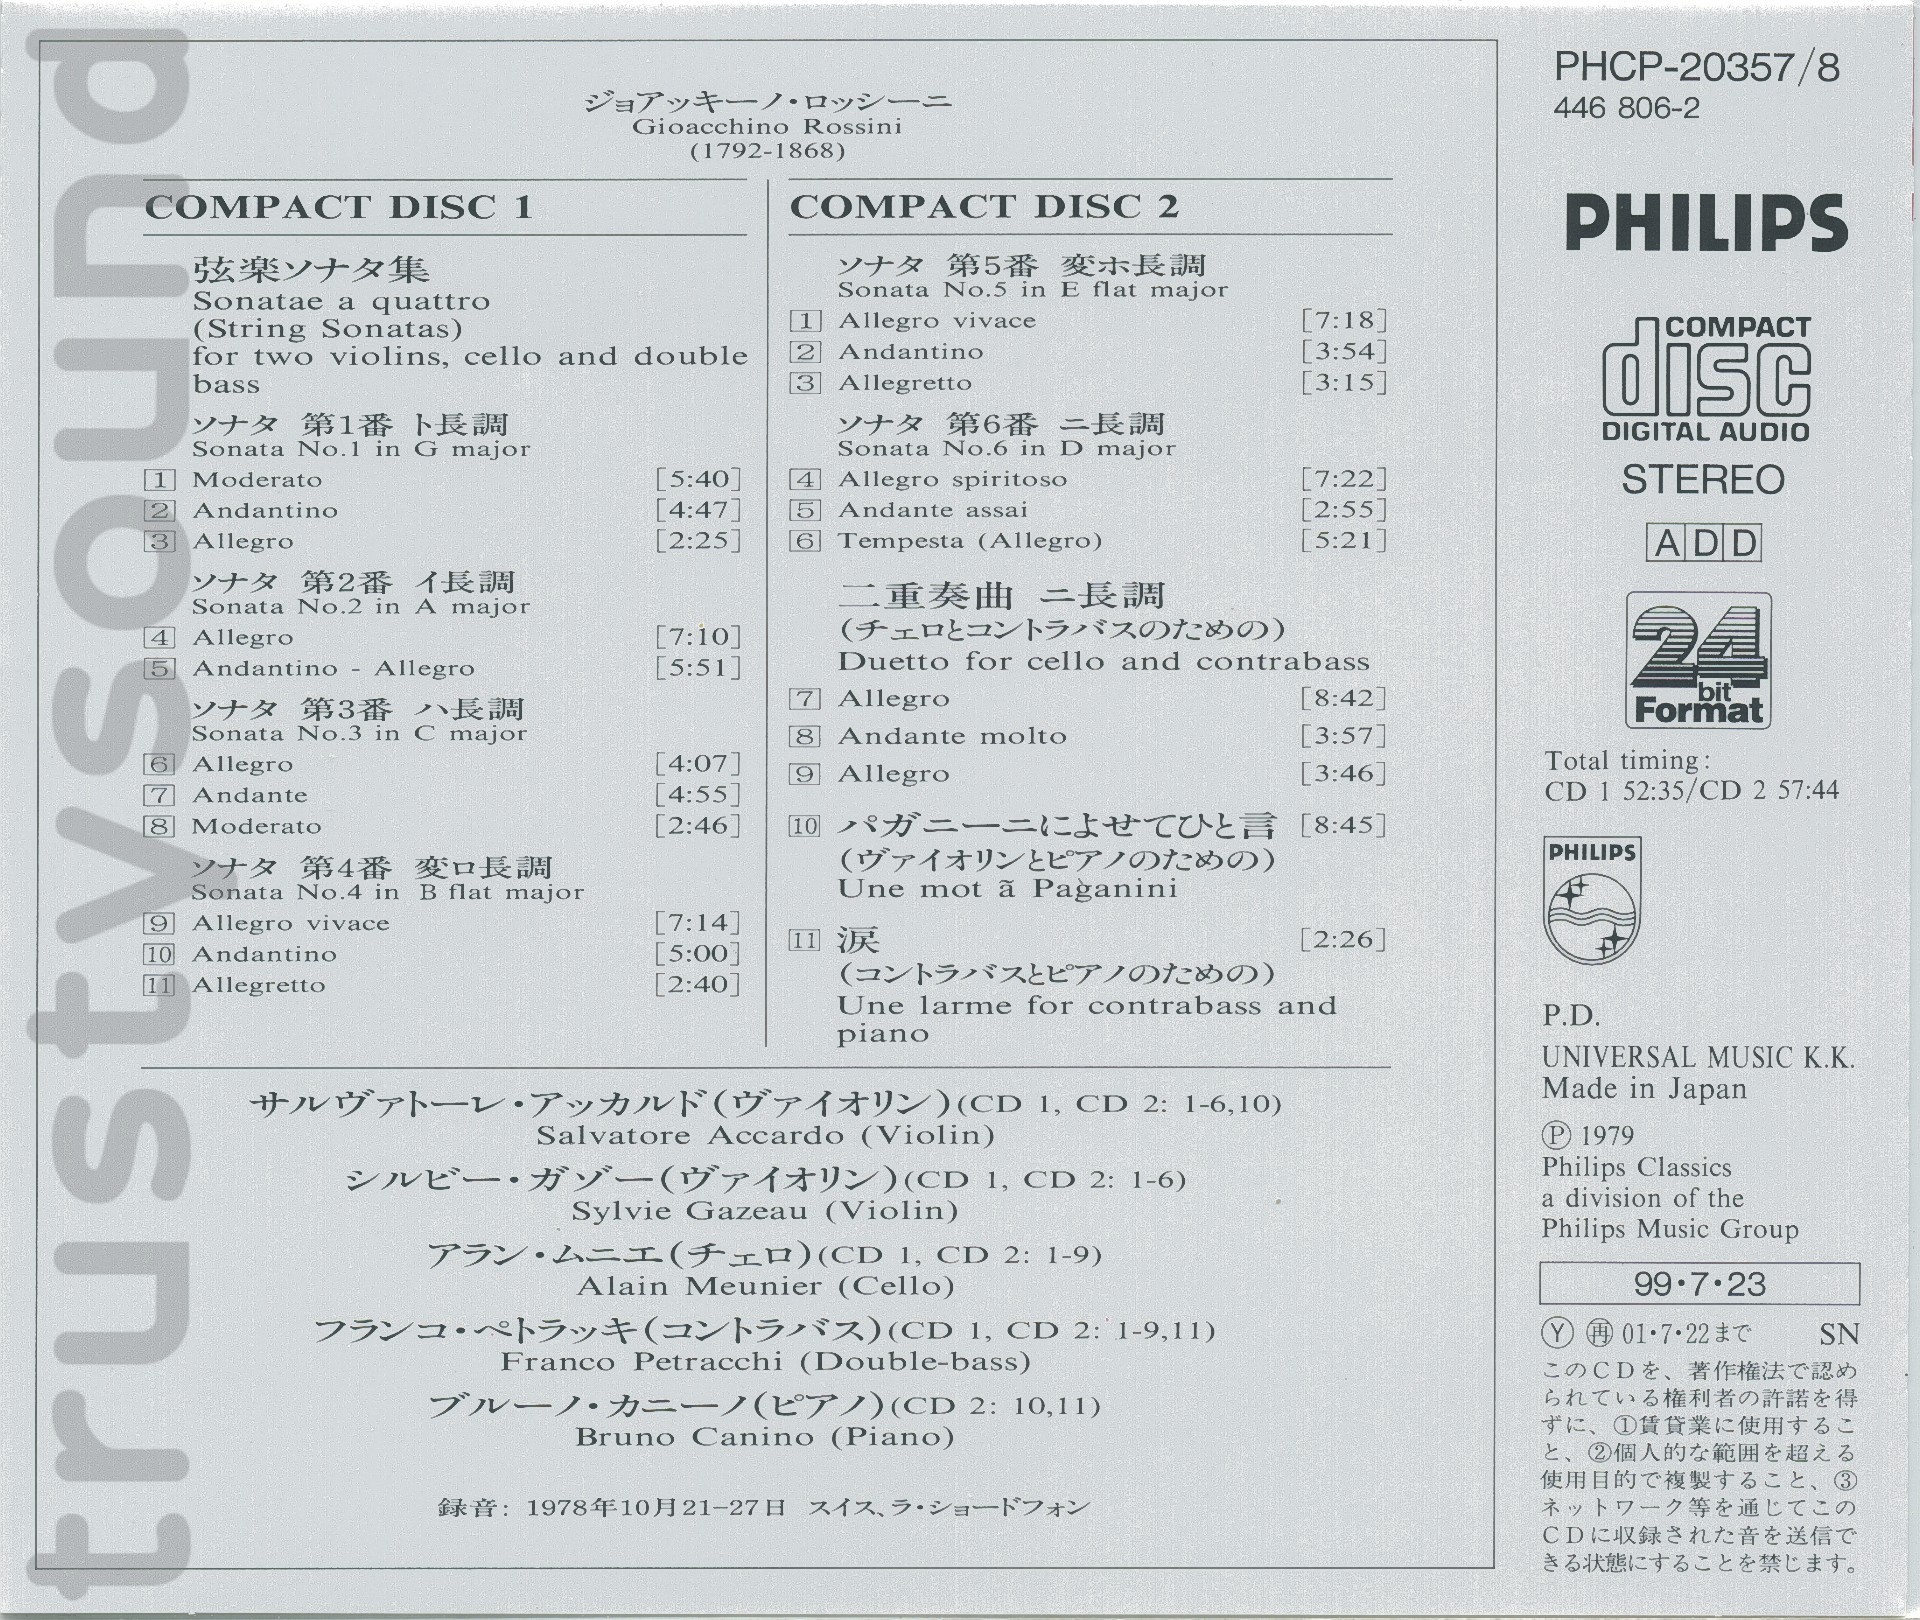 trustysound
ジョアッキーノ・ロッシーニ
Gioacchino Rossini
(1792-1868)
COMPACT DISC 1
弦楽ソナタ集
Sonatae a quattro
(String Sonatas)
for two violins, cello and double
bass
ソナタ 第1番 ト長調
Sonata No.1 in G major
1 Moderato [5:40]
2 Andantino [4:47]
3 Allegro [2:25]
ソナタ 第2番 イ長調
Sonata No.2 in A major
4 Allegro [7:10]
5 Andantino - Allegro [5:51]
ソナタ 第3番 ハ長調
Sonata No.3 in C major
6 Allegro [4:07]
7 Andante [4:55]
8 Moderato [2:46]
ソナタ 第4番 変ロ長調
Sonata No.4 in B flat major
9 Allegro vivace [7:14]
10 Andantino [5:00]
11 Allegretto [2:40]
COMPACT DISC 2
ソナタ 第5番 変ホ長調
Sonata No.5 in E flat major
1 Allegro vivace [7:18]
2 Andantino [3:54]
3 Allegretto [3:15]
ソナタ 第6番 ニ長調
Sonata No.6 in D major
4 Allegro spiritoso [7:22]
5 Andante assai [2:55]
6 Tempesta (Allegro) [5:21]
二重奏曲 ニ長調
(チェロとコントラバスのための)
Duetto for cello and contrabass
7 Allegro [8:42]
8 Andante molto [3:57]
9 Allegro [3:46]
10 パガニーニによせてひと言 [8:45]
(ヴァイオリンとピアノのための)
Une mot ã Paganini
11 涙 [2:26]
(コントラバスとピアノのための)
Une larme for contrabass and
piano
サルヴァトーレ・アッカルド(ヴァイオリン)(CD 1, CD 2: 1-6,10)
Salvatore Accardo (Violin)
シルビー・ガゾー(ヴァイオリン)(CD 1, CD 2: 1-6)
Sylvie Gazeau (Violin)
アラン・ムニエ(チェロ)(CD 1, CD 2: 1-9)
Alain Meunier (Cello)
フランコ・ペトラッキ(コントラバス)(CD 1, CD 2: 1-9,11)
Franco Petracchi (Double-bass)
ブルーノ・カニーノ(ピアノ)(CD 2: 10,11)
Bruno Canino (Piano)
録音: 1978年10月21-27日 スイス、ラ・ショードフォン
PHCP-20357/8
446 806-2
PHILIPS
COMPACT
disc
DIGITAL AUDIO
STEREO
ADD
24
bit
Format
Total timing:
CD 1 52:35/CD 2 57:44
PHILIPS
P.D.
UNIVERSAL MUSIC K.K.
Made in Japan
Ⓟ 1979
Philips Classics
a division of the
Philips Music Group
99・7・23
Ⓨ 再 01・7・22まで SN
このCDを、著作権法で認め
られている権利者の許諾を得
ずに、①賃貸業に使用するこ
と、②個人的な範囲を超える
使用目的で複製すること、③
ネットワーク等を通じてこの
CDに収録された音を送信で
きる状態にすることを禁じます。